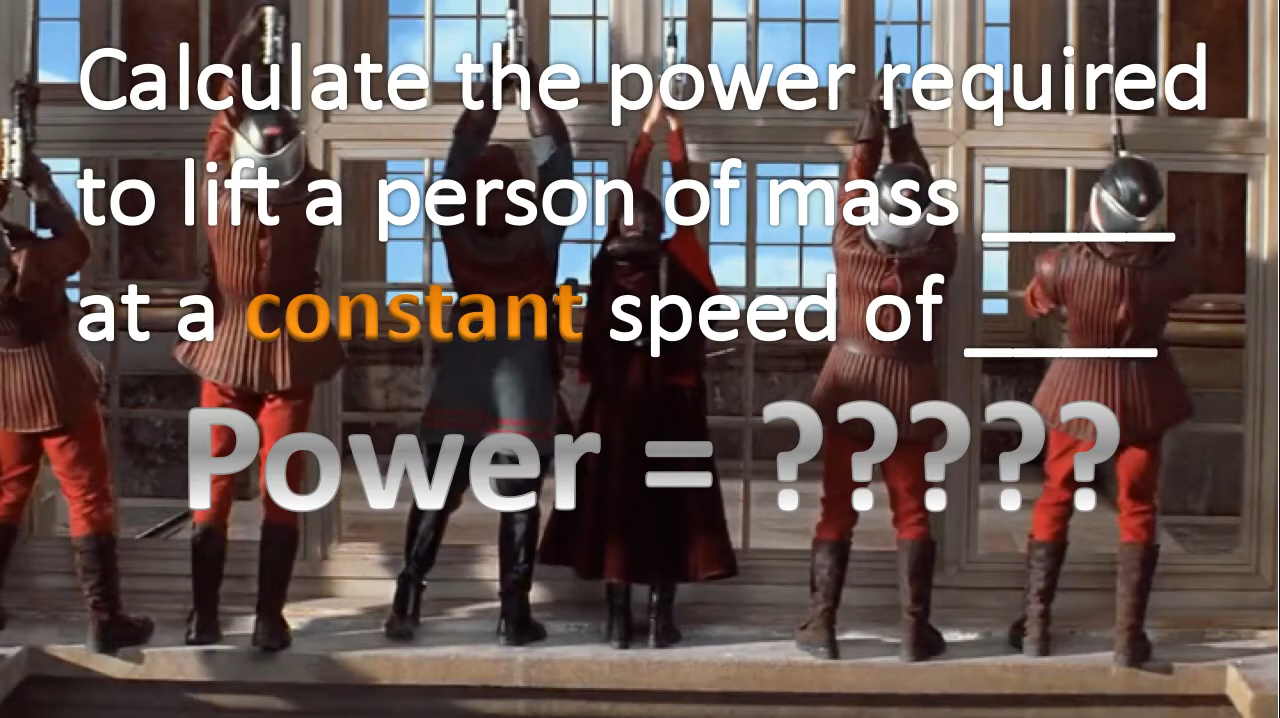 Calculate the power required
to lift a person of mass _____
at a constant speed of _____
Power = ?????